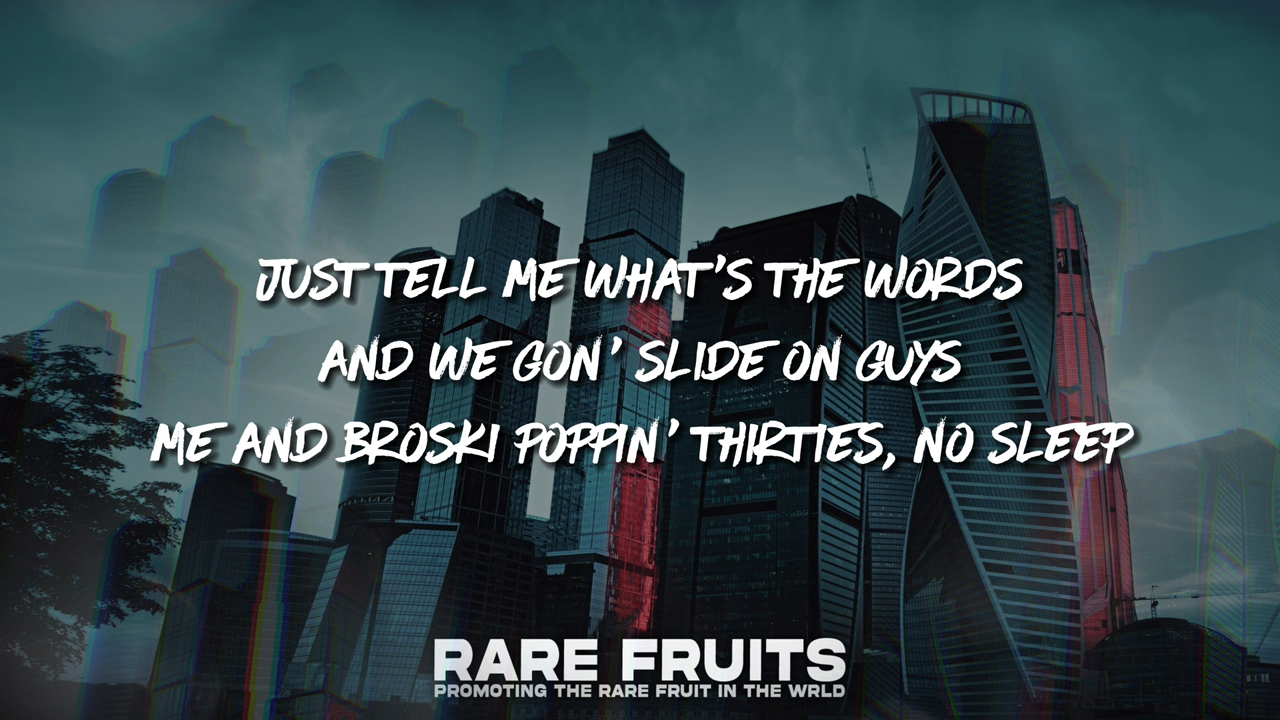 JUST TELL ME WHAT'S THE WORDS
AND WE GON' SLIDE ON GUYS
ME AND BROSKI POPPIN' THIRTIES, NO SLEEP
RARE FRUITS
PROMOTING THE RARE FRUIT IN THE WRLD